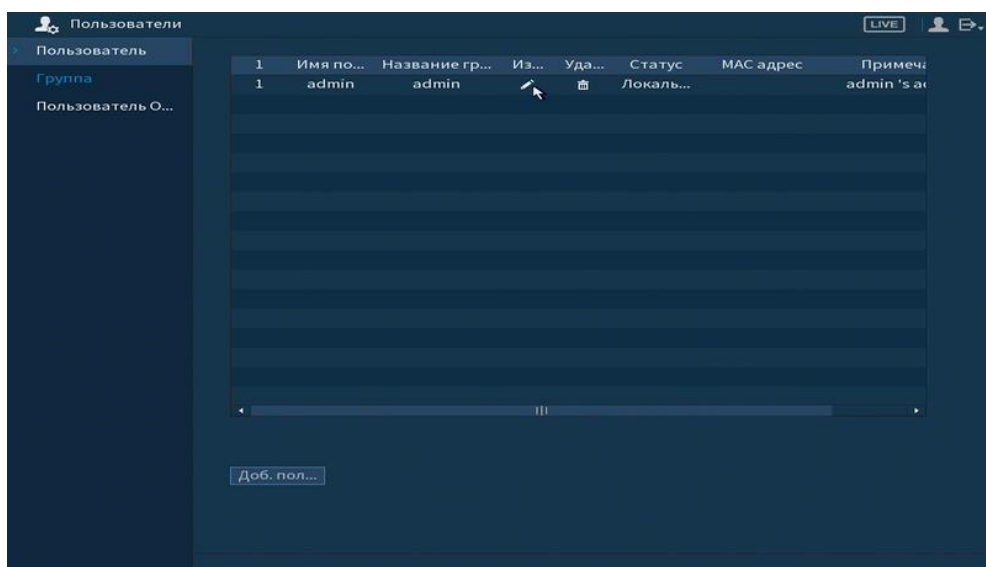 Пользователи LIVE
Пользователь
Группа
Пользователь О...
1 Имя по... Название гр... Из... Уда... Статус MAC адрес Примеча
1 admin admin Локаль... admin 's ac
Доб. пол...